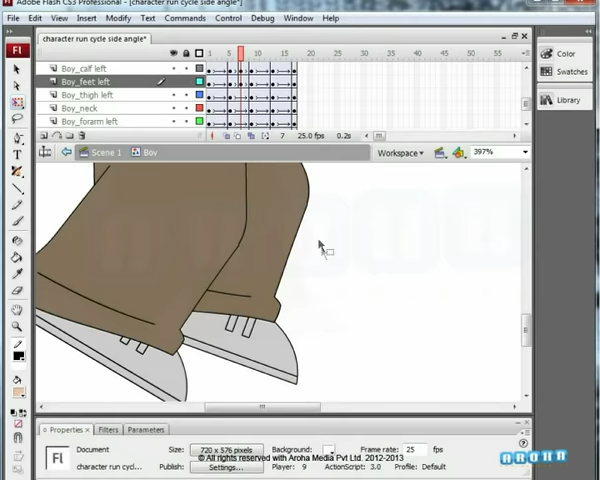 Adobe Flash CS3 Professional - [character run cycle side angle*]
File Edit View Insert Modify Text Commands Control Debug Window Help
character run cycle side angle*
1 5 10 15 20 25 30 35 40 45 50
Boy_calf left
Boy_feet left
Boy_thigh left
Boy_neck
Boy_forarm left
7 25.0 fps 0.2s
Scene 1 Boy Workspace 397%
Color
Swatches
Library
Properties Filters Parameters
Document Size: 720 x 576 pixels Background: Frame rate: 25 fps
character run cycl... Publish: Settings... Player: 9 ActionScript: 3.0 Profile: Default
© All rights reserved with Aroha Media Pvt Ltd. 2012-2013
AROHA